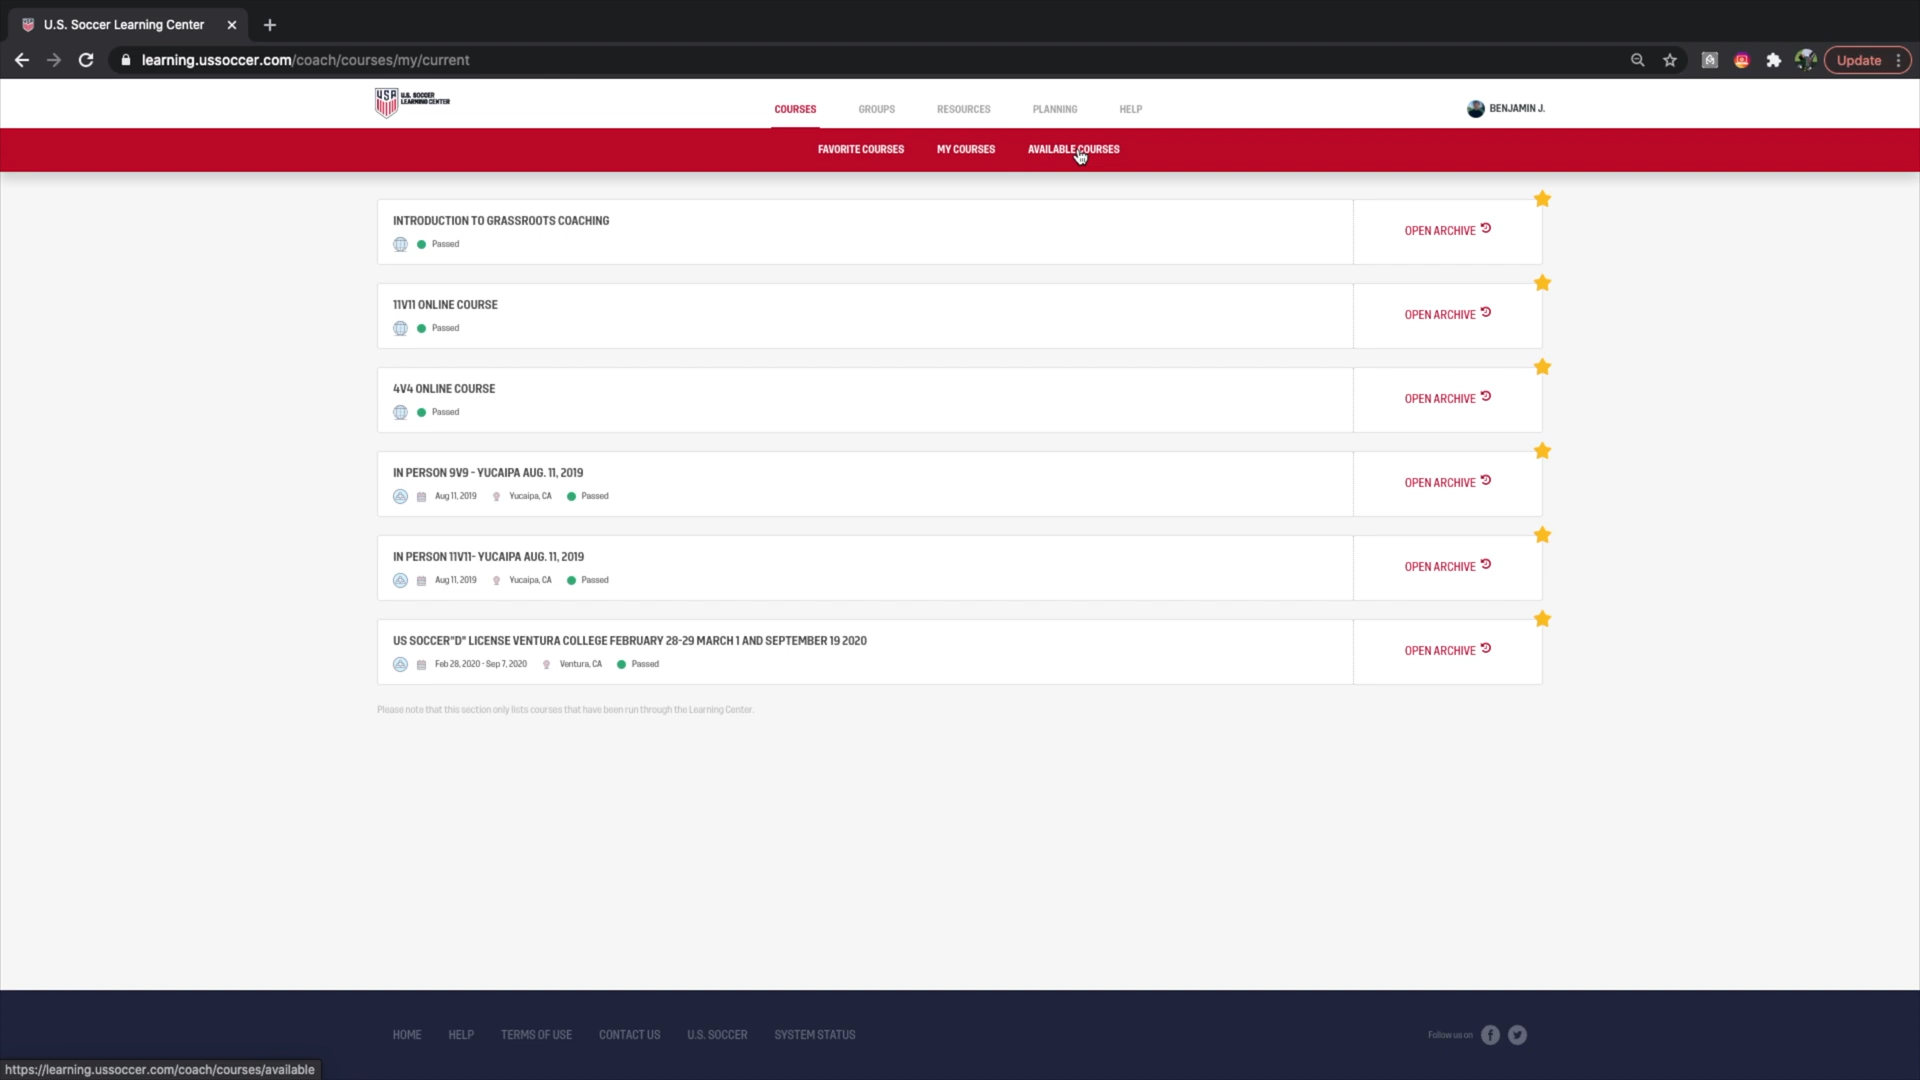 U.S. Soccer Learning Center
learning.ussoccer.com/coach/courses/my/current
Update
U.S. SOCCER
LEARNING CENTER
COURSES GROUPS RESOURCES PLANNING HELP
BENJAMIN J.
FAVORITE COURSES MY COURSES AVAILABLE COURSES
INTRODUCTION TO GRASSROOTS COACHING
Passed
OPEN ARCHIVE
11V11 ONLINE COURSE
Passed
OPEN ARCHIVE
4V4 ONLINE COURSE
Passed
OPEN ARCHIVE
IN PERSON 9V9 - YUCAIPA AUG. 11, 2019
Aug 11, 2019 Yucaipa, CA Passed
OPEN ARCHIVE
IN PERSON 11V11- YUCAIPA AUG. 11, 2019
Aug 11, 2019 Yucaipa, CA Passed
OPEN ARCHIVE
US SOCCER"D" LICENSE VENTURA COLLEGE FEBRUARY 28-29 MARCH 1 AND SEPTEMBER 19 2020
Feb 28, 2020 - Sep 7, 2020 Ventura, CA Passed
OPEN ARCHIVE
Please note that this section only lists courses that have been run through the Learning Center.
HOME HELP TERMS OF USE CONTACT US U.S. SOCCER SYSTEM STATUS
Follow us on
https://learning.ussoccer.com/coach/courses/available